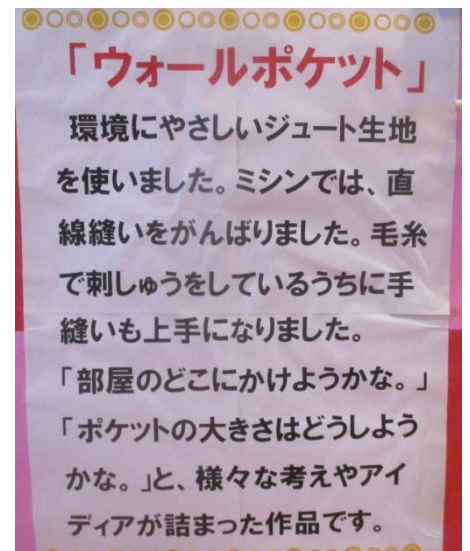 「ウォールポケット」
環境にやさしいジュート生地
を使いました。ミシンでは、直
線縫いをがんばりました。毛糸
で刺しゅうをしているうちに手
縫いも上手になりました。
「部屋のどこにかけようかな。」
「ポケットの大きさはどうしよう
かな。」と、様々な考えやアイ
ディアが詰まった作品です。